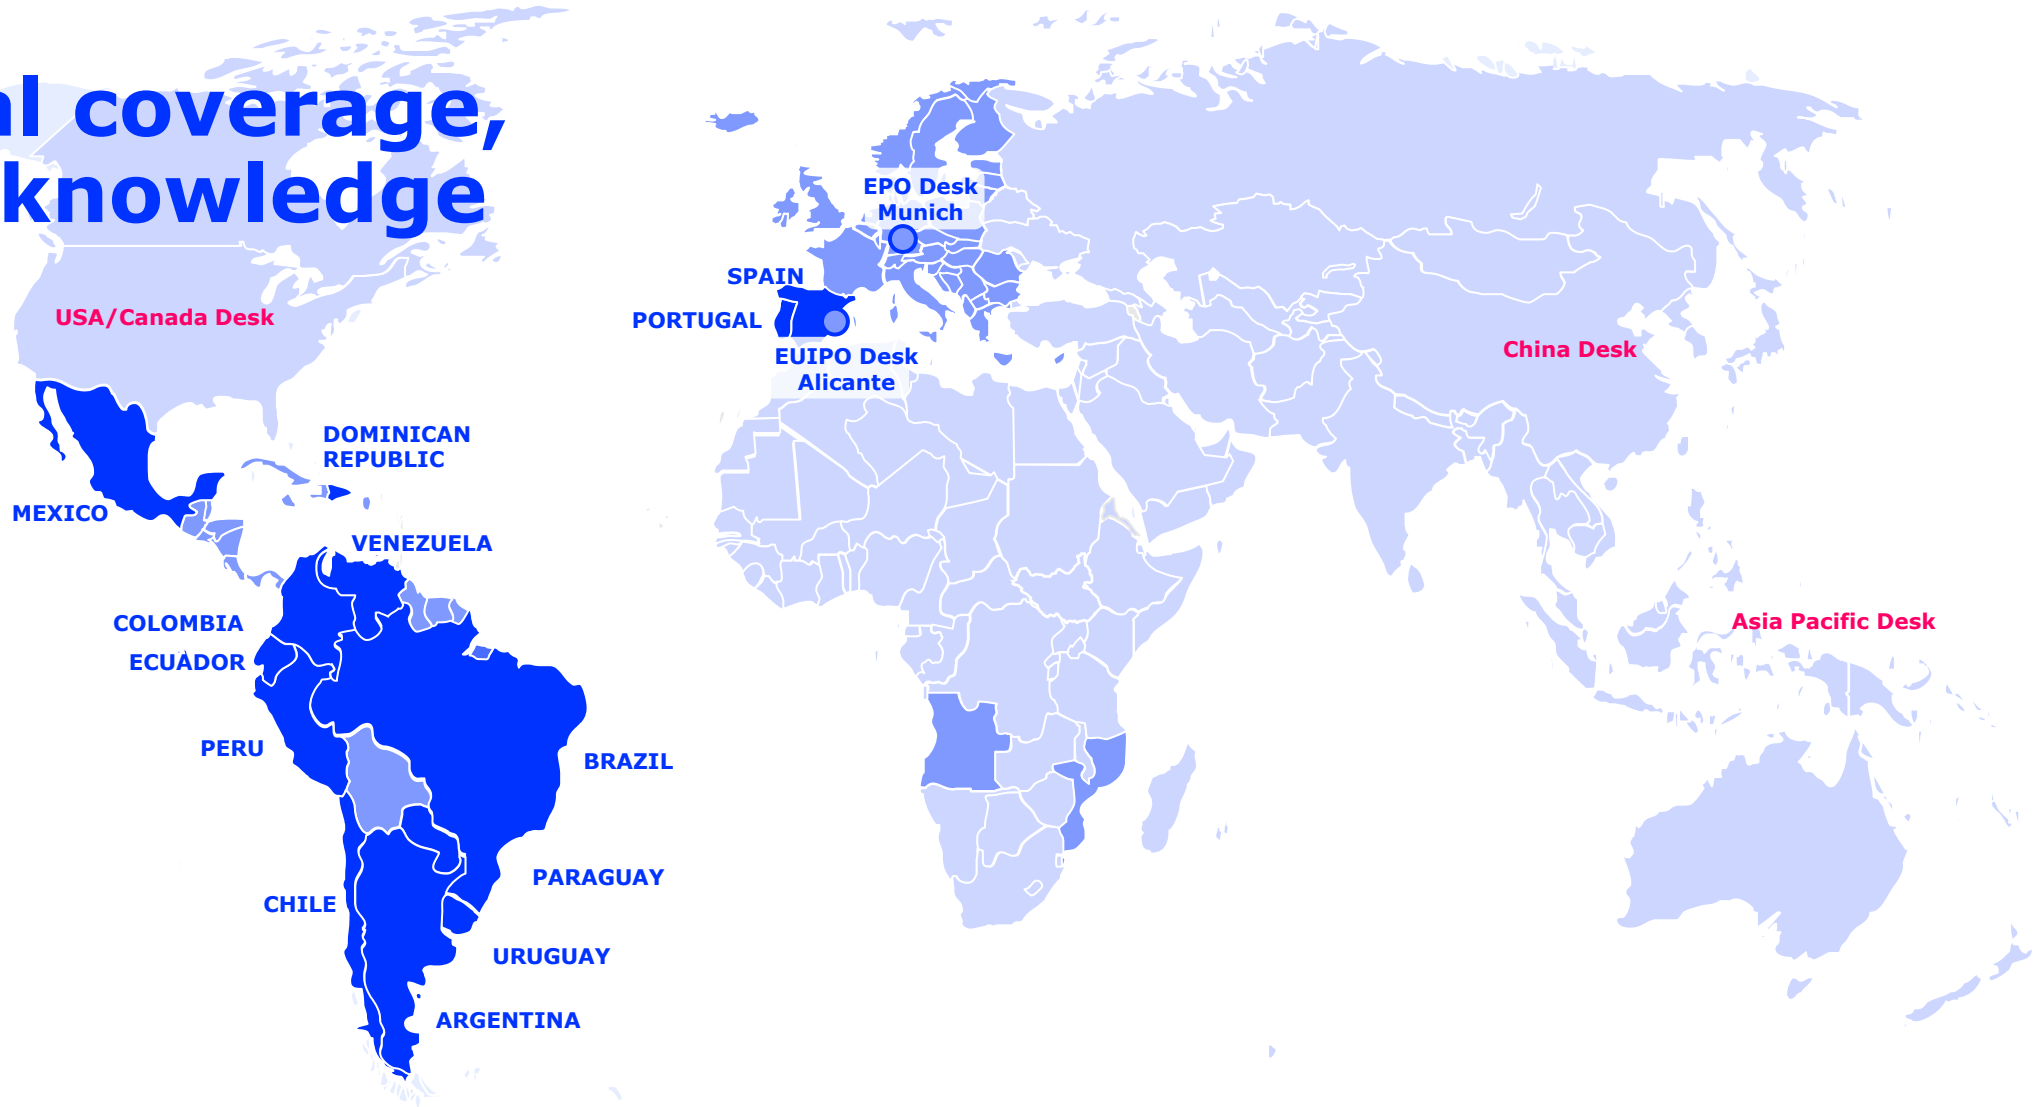 al coverage,
knowledge
EPO Desk
Munich
SPAIN
PORTUGAL
USA/Canada Desk
EUIPO Desk
Alicante
China Desk
DOMINICAN
REPUBLIC
MEXICO
VENEZUELA
COLOMBIA
ECUADOR
Asia Pacific Desk
PERU
BRAZIL
PARAGUAY
CHILE
URUGUAY
ARGENTINA